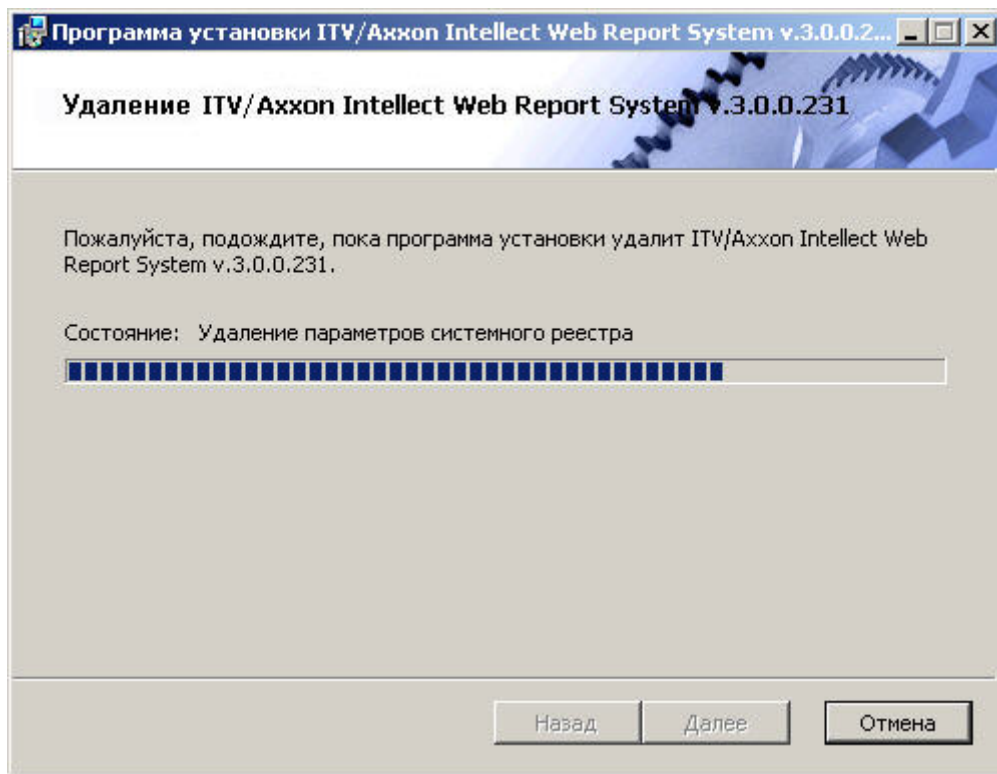 Программа установки ITV/Axxon Intellect Web Report System v.3.0.0.2...
Удаление ITV/Axxon Intellect Web Report System v.3.0.0.231
Пожалуйста, подождите, пока программа установки удалит ITV/Axxon Intellect Web
Report System v.3.0.0.231.
Состояние: Удаление параметров системного реестра
Назад Далее Отмена